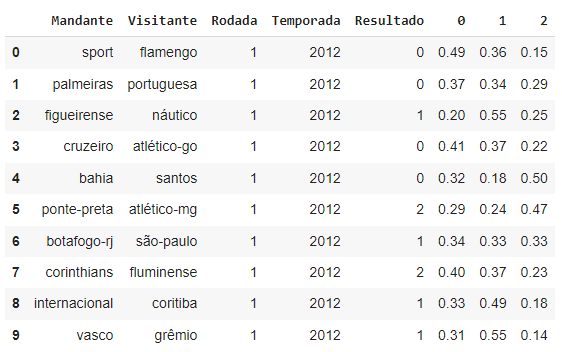 Mandante Visitante Rodada Temporada Resultado 0 1 2
0 sport flamengo 1 2012 0 0.49 0.36 0.15
1 palmeiras portuguesa 1 2012 0 0.37 0.34 0.29
2 figueirense náutico 1 2012 1 0.20 0.55 0.25
3 cruzeiro atlético-go 1 2012 0 0.41 0.37 0.22
4 bahia santos 1 2012 0 0.32 0.18 0.50
5 ponte-preta atlético-mg 1 2012 2 0.29 0.24 0.47
6 botafogo-rj são-paulo 1 2012 1 0.34 0.33 0.33
7 corinthians fluminense 1 2012 2 0.40 0.37 0.23
8 internacional coritiba 1 2012 1 0.33 0.49 0.18
9 vasco grêmio 1 2012 1 0.31 0.55 0.14